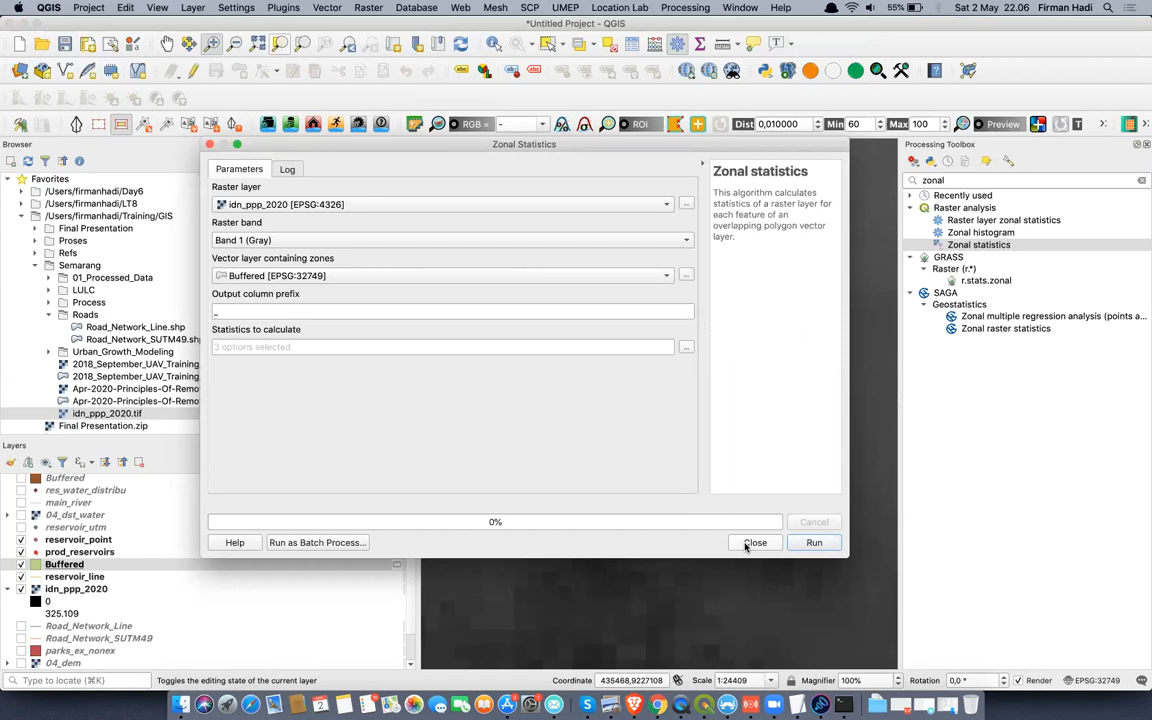 QGIS Project Edit View Layer Settings Plugins Vector Raster Database Web Mesh SCP UMEP Location Lab Processing Window Help 55% Sat 2 May 22.06 Firman Hadi
*Untitled Project - QGIS
RGB = - ROI Dist 0,010000 Min 60 Max 100 Preview T
Browser
Favorites
/Users/firmanhadi/Day6
/Users/firmanhadi/LT8
/Users/firmanhadi/Training/GIS
Final Presentation
Proses
Refs
Semarang
01_Processed_Data
LULC
Process
Roads
Road_Network_Line.shp
Road_Network_SUTM49.sh
Urban_Growth_Modeling
2018_September_UAV_Training
2018_September_UAV_Training
Apr-2020-Principles-Of-Remo
Apr-2020-Principles-Of-Remo
idn_ppp_2020.tif
Final Presentation.zip
Layers
Buffered
res_water_distribu
main_river
04_dst_water
reservoir_utm
reservoir_point
prod_reservoirs
Buffered
reservoir_line
idn_ppp_2020
0
325.109
Road_Network_Line
Road_Network_SUTM49
parks_ex_nonex
04_dem
Zonal Statistics
Parameters Log
Raster layer
idn_ppp_2020 [EPSG:4326]
Raster band
Band 1 (Gray)
Vector layer containing zones
Buffered [EPSG:32749]
Output column prefix
_
Statistics to calculate
3 options selected
Zonal statistics
This algorithm calculates
statistics of a raster layer for
each feature of an
overlapping polygon vector
layer.
0% Cancel
Help Run as Batch Process... Close Run
Processing Toolbox
zonal
Recently used
Raster analysis
Raster layer zonal statistics
Zonal histogram
Zonal statistics
GRASS
Raster (r.*)
r.stats.zonal
SAGA
Geostatistics
Zonal multiple regression analysis (points a...
Zonal raster statistics
Type to locate (⌘K) Toggles the editing state of the current layer Coordinate 435468,9227108 Scale 1:24409 Magnifier 100% Rotation 0,0 ° Render EPSG:32749